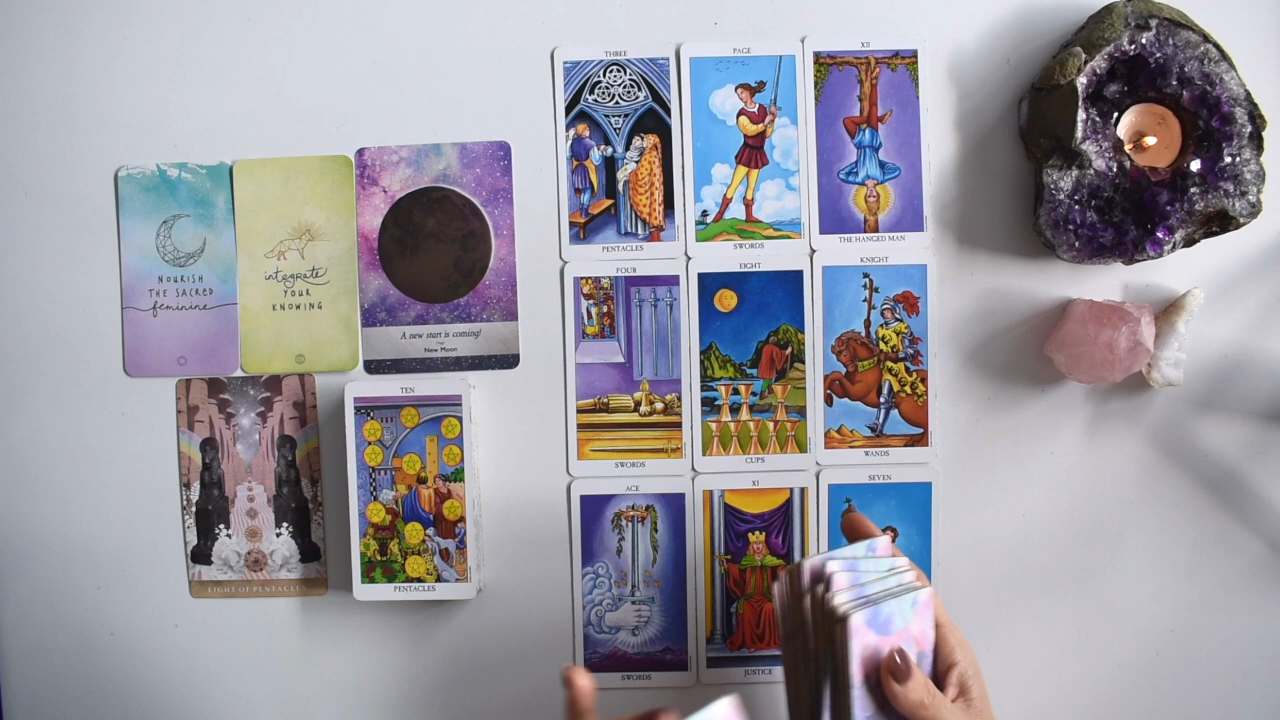 NOURISH
THE SACRED
feminine
integrate
YOUR
KNOWING
A new start is coming!
New Moon
EIGHT OF PENTACLES
TEN
PENTACLES
THREE
PENTACLES
PAGE
SWORDS
XII
THE HANGED MAN
FOUR
SWORDS
EIGHT
CUPS
KNIGHT
WANDS
ACE
SWORDS
XI
JUSTICE
SEVEN